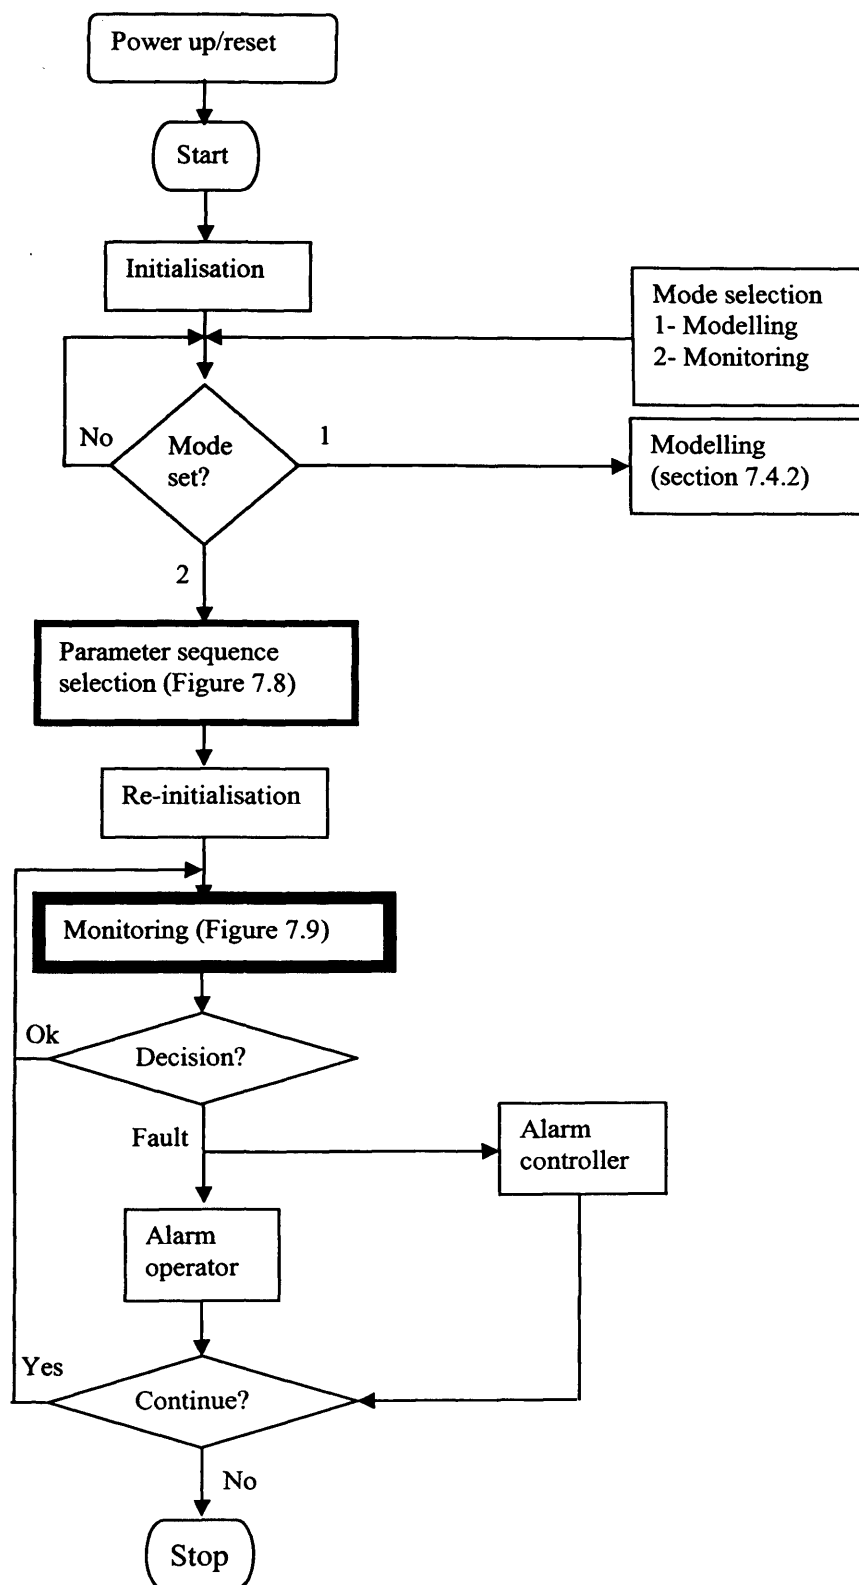 Power up/reset
Start
Initialisation
Mode selection
1- Modelling
2- Monitoring
No
Mode
set?
1
Modelling
(section 7.4.2)
2
Parameter sequence
selection (Figure 7.8)
Re-initialisation
Monitoring (Figure 7.9)
Ok
Decision?
Fault
Alarm
controller
Alarm
operator
Yes
Continue?
No
Stop